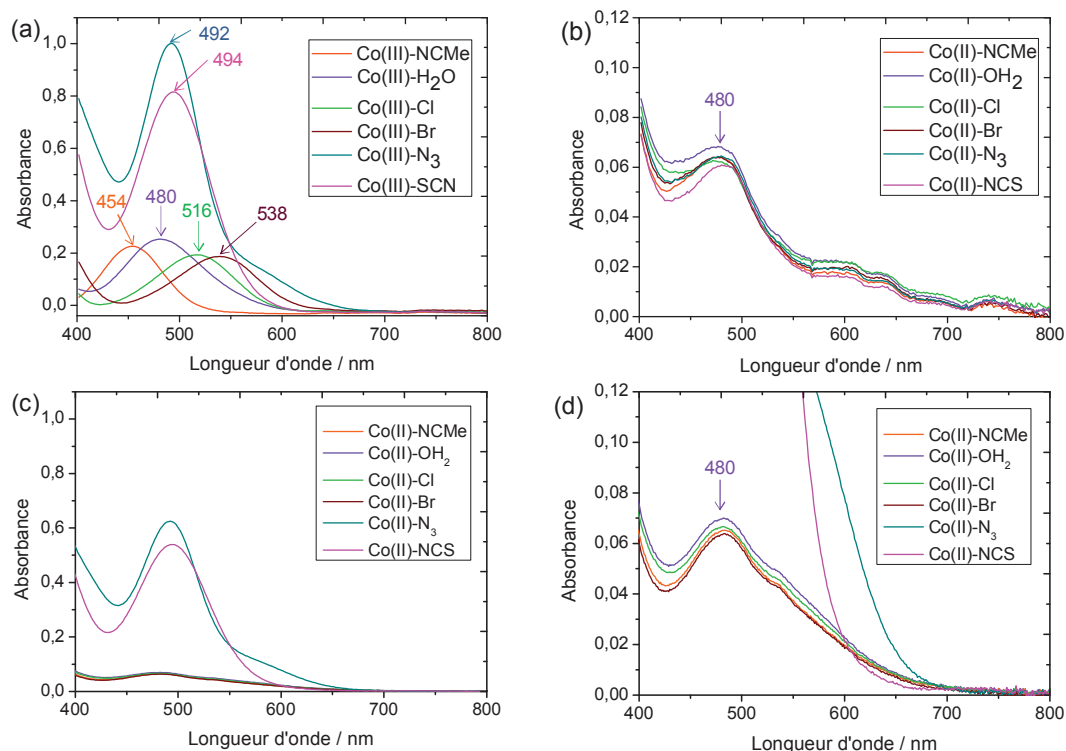 (a)
1,0
0,8
0,6
0,4
0,2
0,0
Absorbance
492
494
454
480
516
538
Co(III)-NCMe
Co(III)-H₂O
Co(III)-Cl
Co(III)-Br
Co(III)-N₃
Co(III)-SCN
400 500 600 700 800
Longueur d'onde / nm
(b)
0,12
0,10
0,08
0,06
0,04
0,02
0,00
Absorbance
480
Co(II)-NCMe
Co(II)-OH₂
Co(II)-Cl
Co(II)-Br
Co(II)-N₃
Co(II)-NCS
400 500 600 700 800
Longueur d'onde / nm
(c)
1,0
0,8
0,6
0,4
0,2
0,0
Absorbance
Co(II)-NCMe
Co(II)-OH₂
Co(II)-Cl
Co(II)-Br
Co(II)-N₃
Co(II)-NCS
400 500 600 700 800
Longueur d'onde / nm
(d)
0,12
0,10
0,08
0,06
0,04
0,02
0,00
Absorbance
480
Co(II)-NCMe
Co(II)-OH₂
Co(II)-Cl
Co(II)-Br
Co(II)-N₃
Co(II)-NCS
400 500 600 700 800
Longueur d'onde / nm